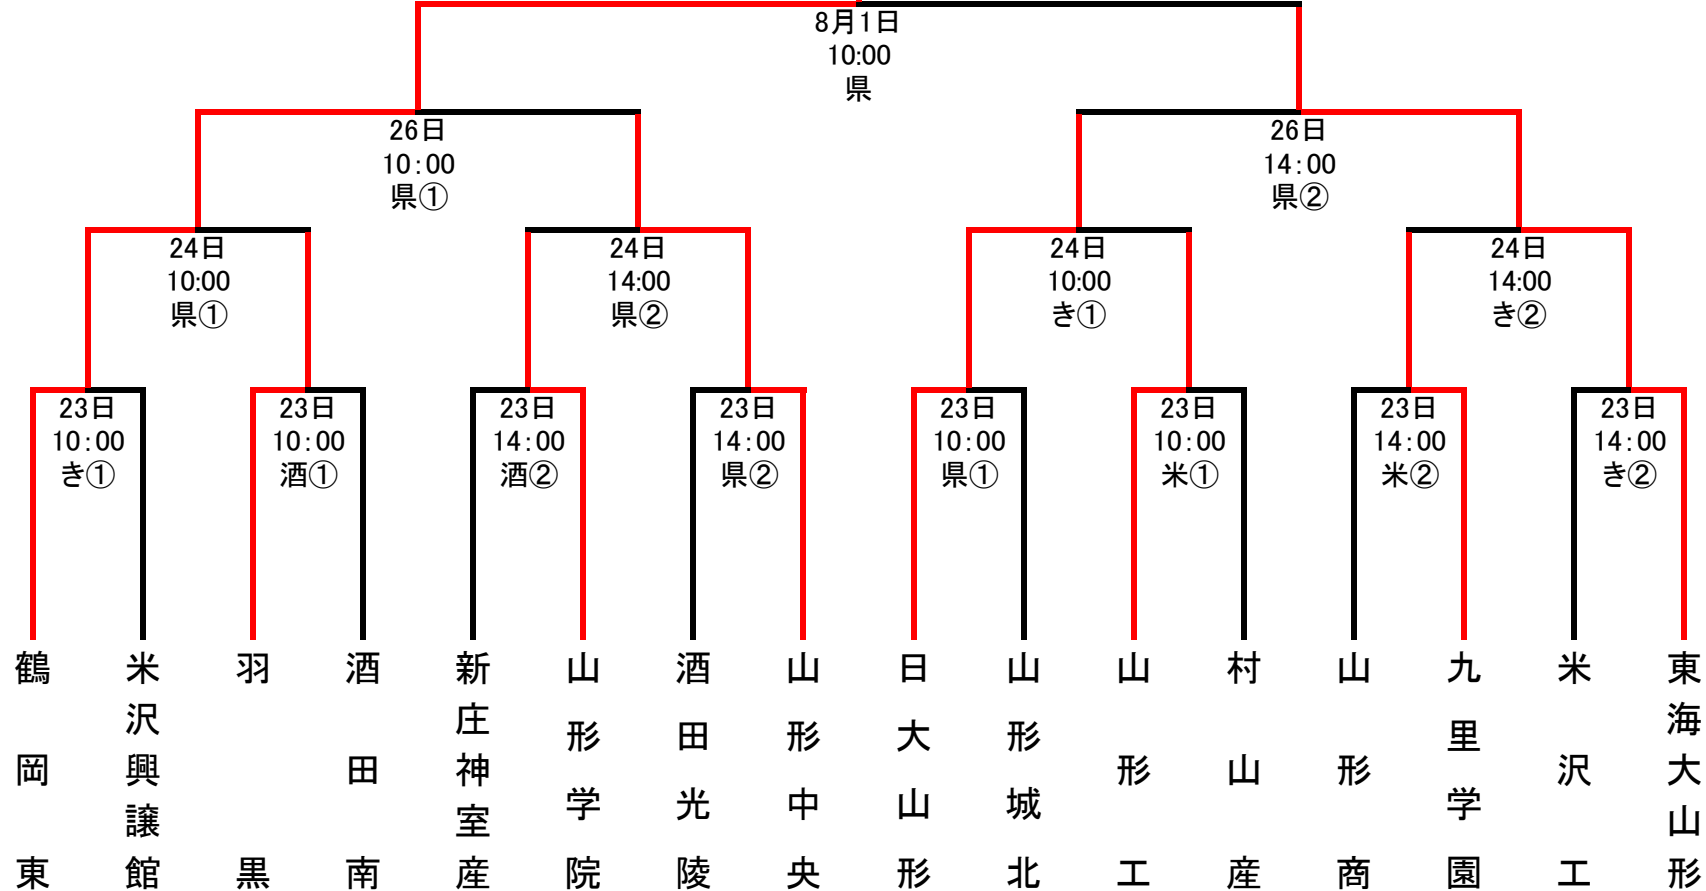 8月1日
10:00
県
26日
10:00
県①
26日
14:00
県②
24日
10:00
県①
24日
14:00
県②
24日
10:00
き①
24日
14:00
き②
23日
10:00
き①
23日
10:00
酒①
23日
14:00
酒②
23日
14:00
県②
23日
10:00
県①
23日
10:00
米①
23日
14:00
米②
23日
14:00
き②
鶴岡東
米沢興譲館
羽黒
酒田南
新庄神室産
山形学院
酒田光陵
山形中央
日大山形
山形城北
山形工
村山産
山形商
九里学園
米沢工
東海大山形